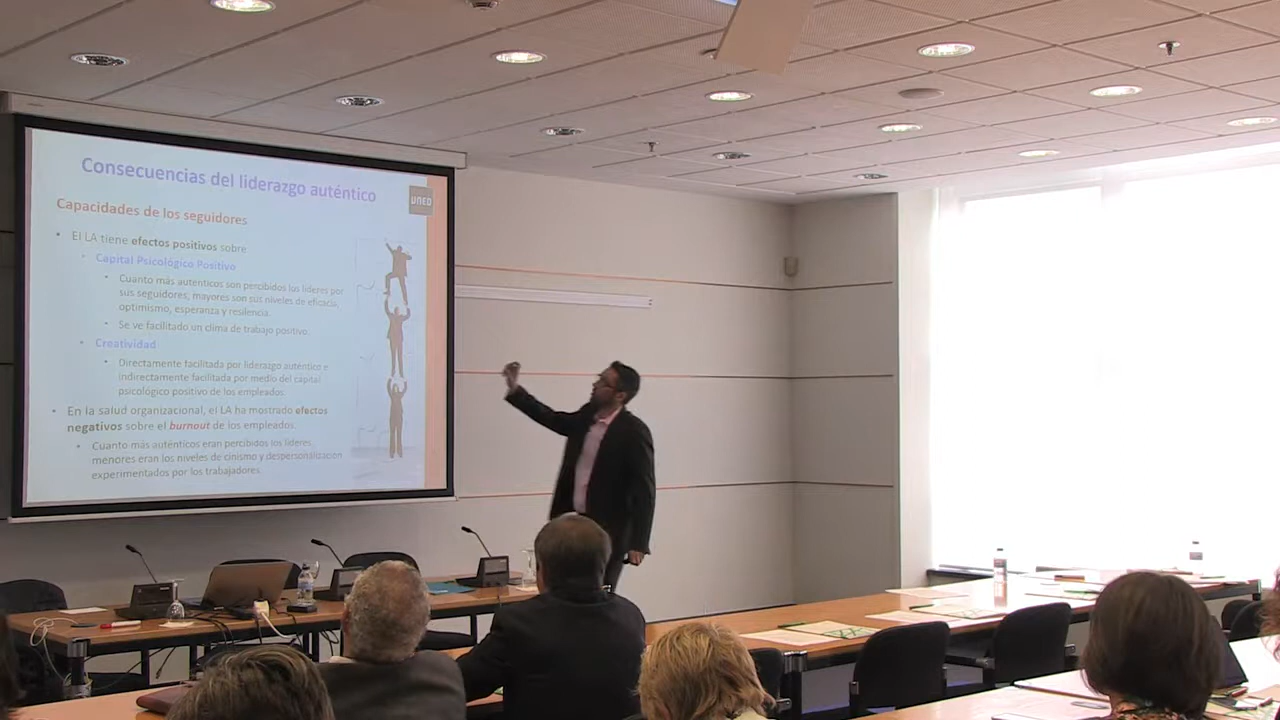 Consecuencias del liderazgo auténtico
UNED
Capacidades de los seguidores
• El LA tiene efectos positivos sobre
• Capital Psicológico Positivo
• Cuanto más autenticos son percibidos los líderes por
sus seguidores, mayores son sus niveles de eficacia,
optimismo, esperanza y resilencia.
• Se ve facilitado un clima de trabajo positivo.
• Creatividad
• Directamente facilitada por liderazgo auténtico e
indirectamente facilitada por medio del capital
psicológico positivo de los empleados.
• En la salud organizacional, el LA ha mostrado efectos
negativos sobre el burnout de los empleados.
• Cuanto más auténticos eran percibidos los líderes,
menores eran los niveles de cinismo y despersonalización
experimentados por los trabajadores.